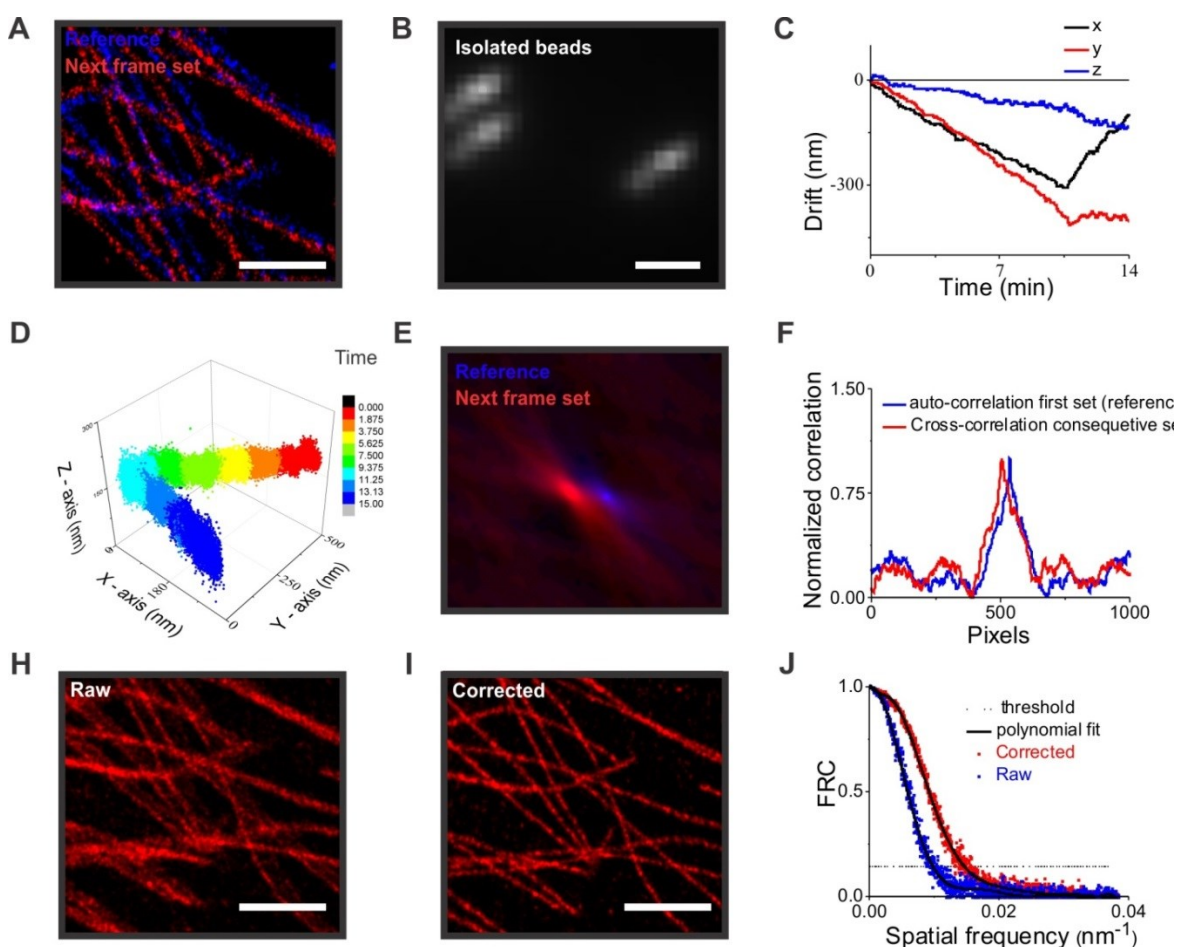 A
Reference
Next frame set
B
Isolated beads
C
x
y
z
0
-300
Drift (nm)
0
7
14
Time (min)
D
Time
0.000
1.875
3.750
5.625
7.500
9.375
11.25
13.13
15.00
300
180
0
180
0
-250
-500
Z - axis (nm)
X - axis (nm)
Y - axis (nm)
E
Reference
Next frame set
F
1.50
0.75
0.00
Normalized correlation
auto-correlation first set (referenc
Cross-correlation consequetive se
0
500
1000
Pixels
H
Raw
I
Corrected
J
1.0
0.5
0.0
FRC
threshold
polynomial fit
Corrected
Raw
0.00
0.02
0.04
Spatial frequency (nm⁻¹)